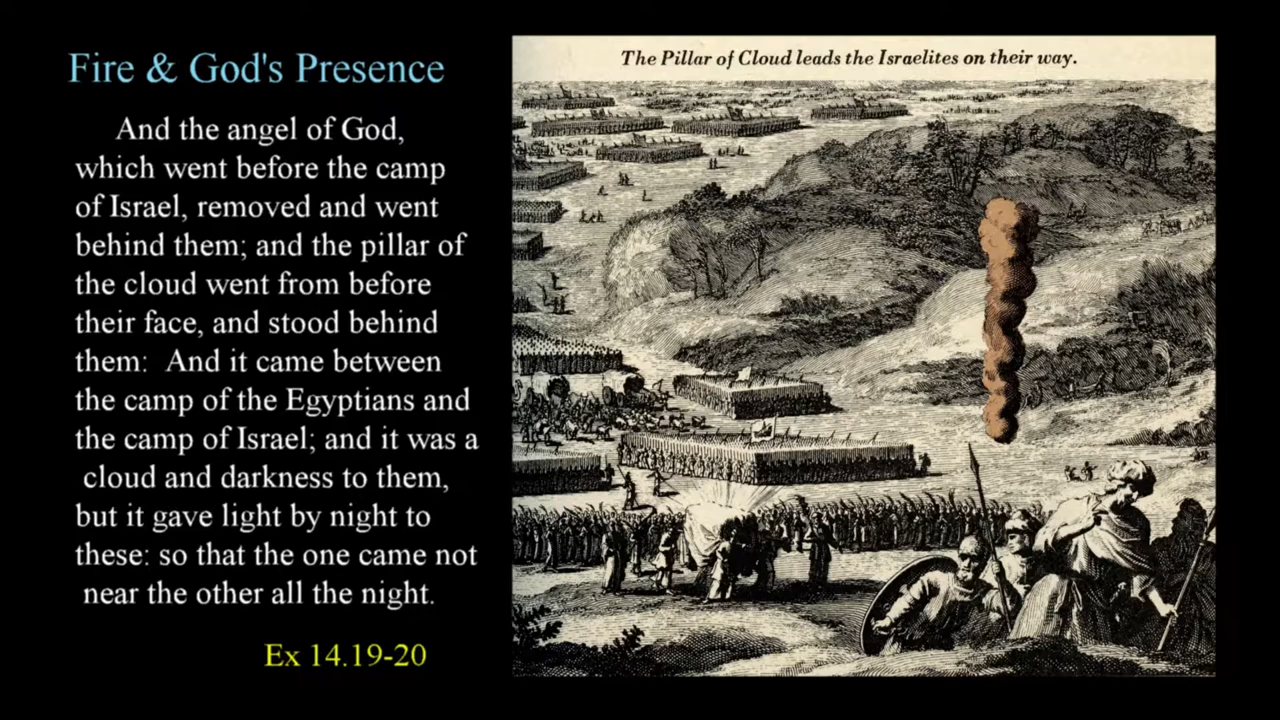 Fire & God's Presence
And the angel of God,
which went before the camp
of Israel, removed and went
behind them; and the pillar of
the cloud went from before
their face, and stood behind
them:  And it came between
the camp of the Egyptians and
the camp of Israel; and it was a
cloud and darkness to them,
but it gave light by night to
these: so that the one came not
near the other all the night.
Ex 14.19-20
The Pillar of Cloud leads the Israelites on their way.